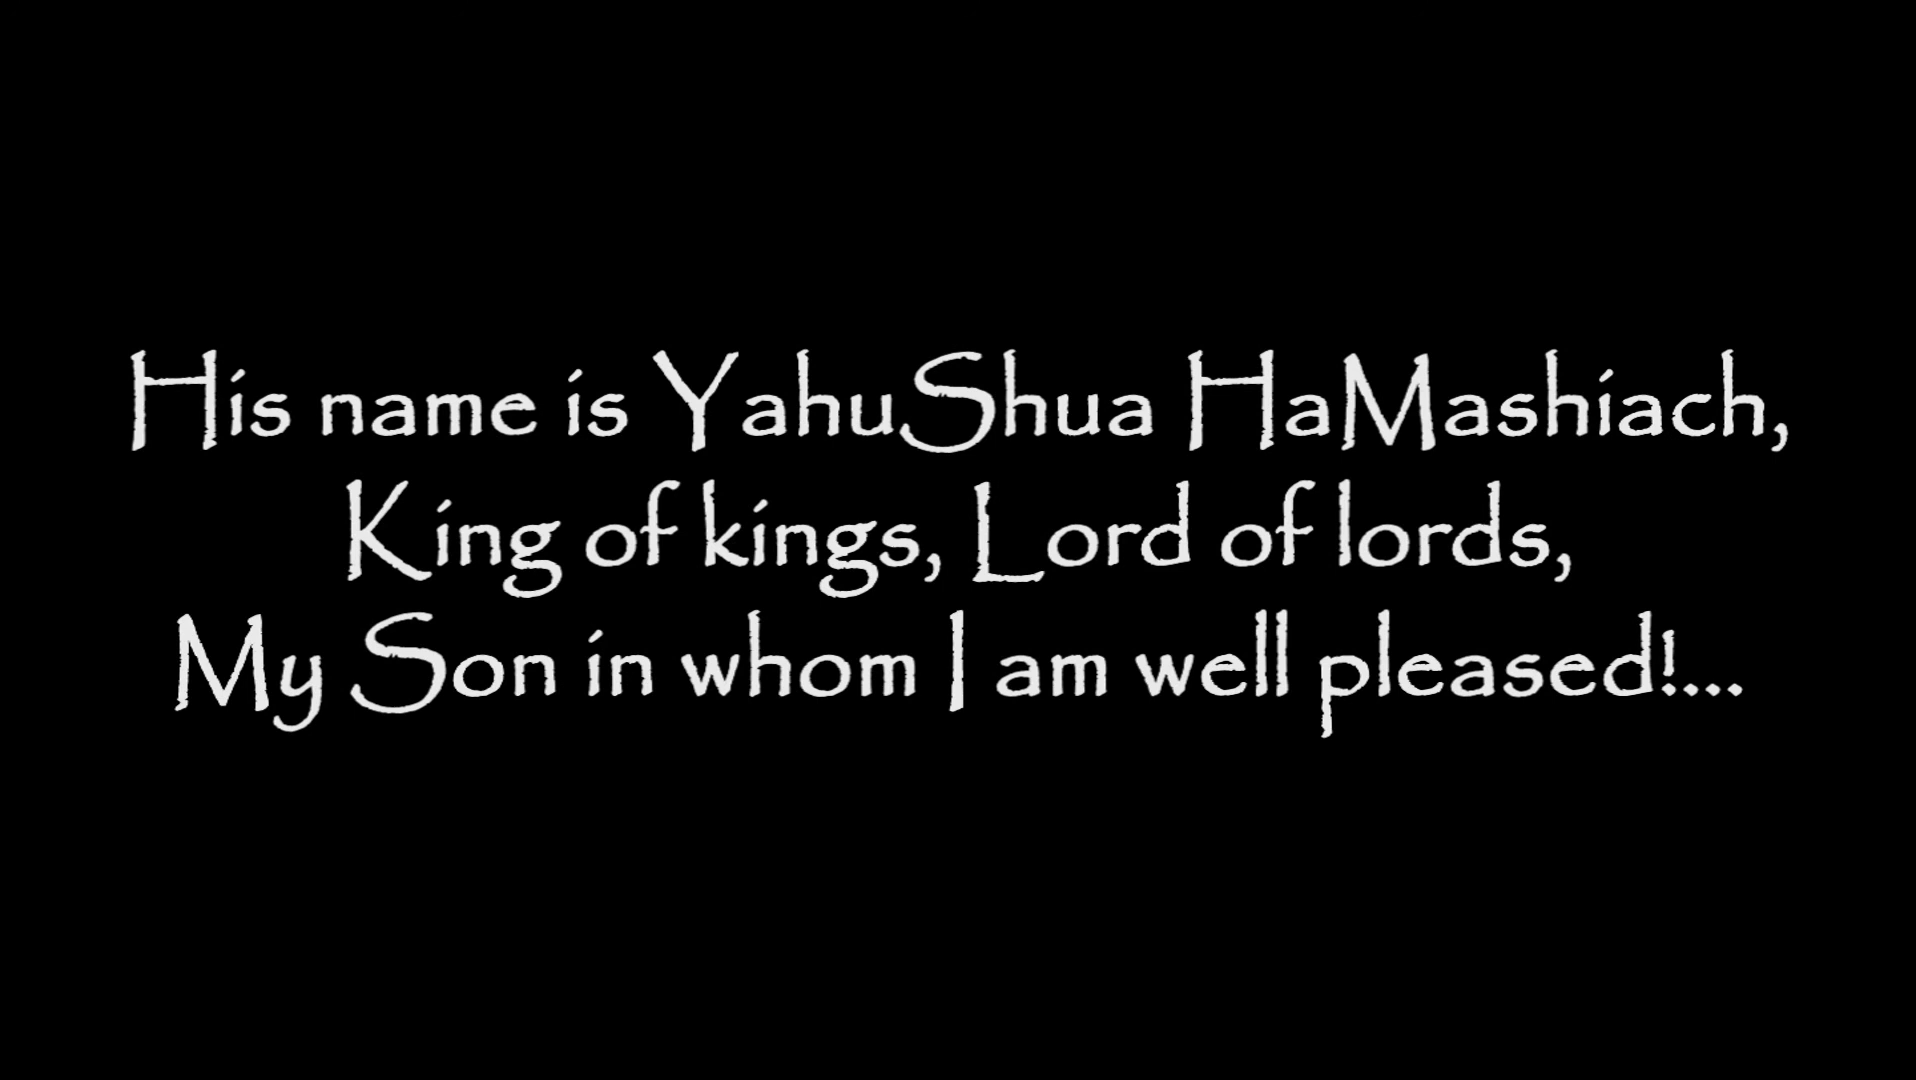 His name is YahuShua HaMashiach,
King of kings, Lord of lords,
My Son in whom I am well pleased!...